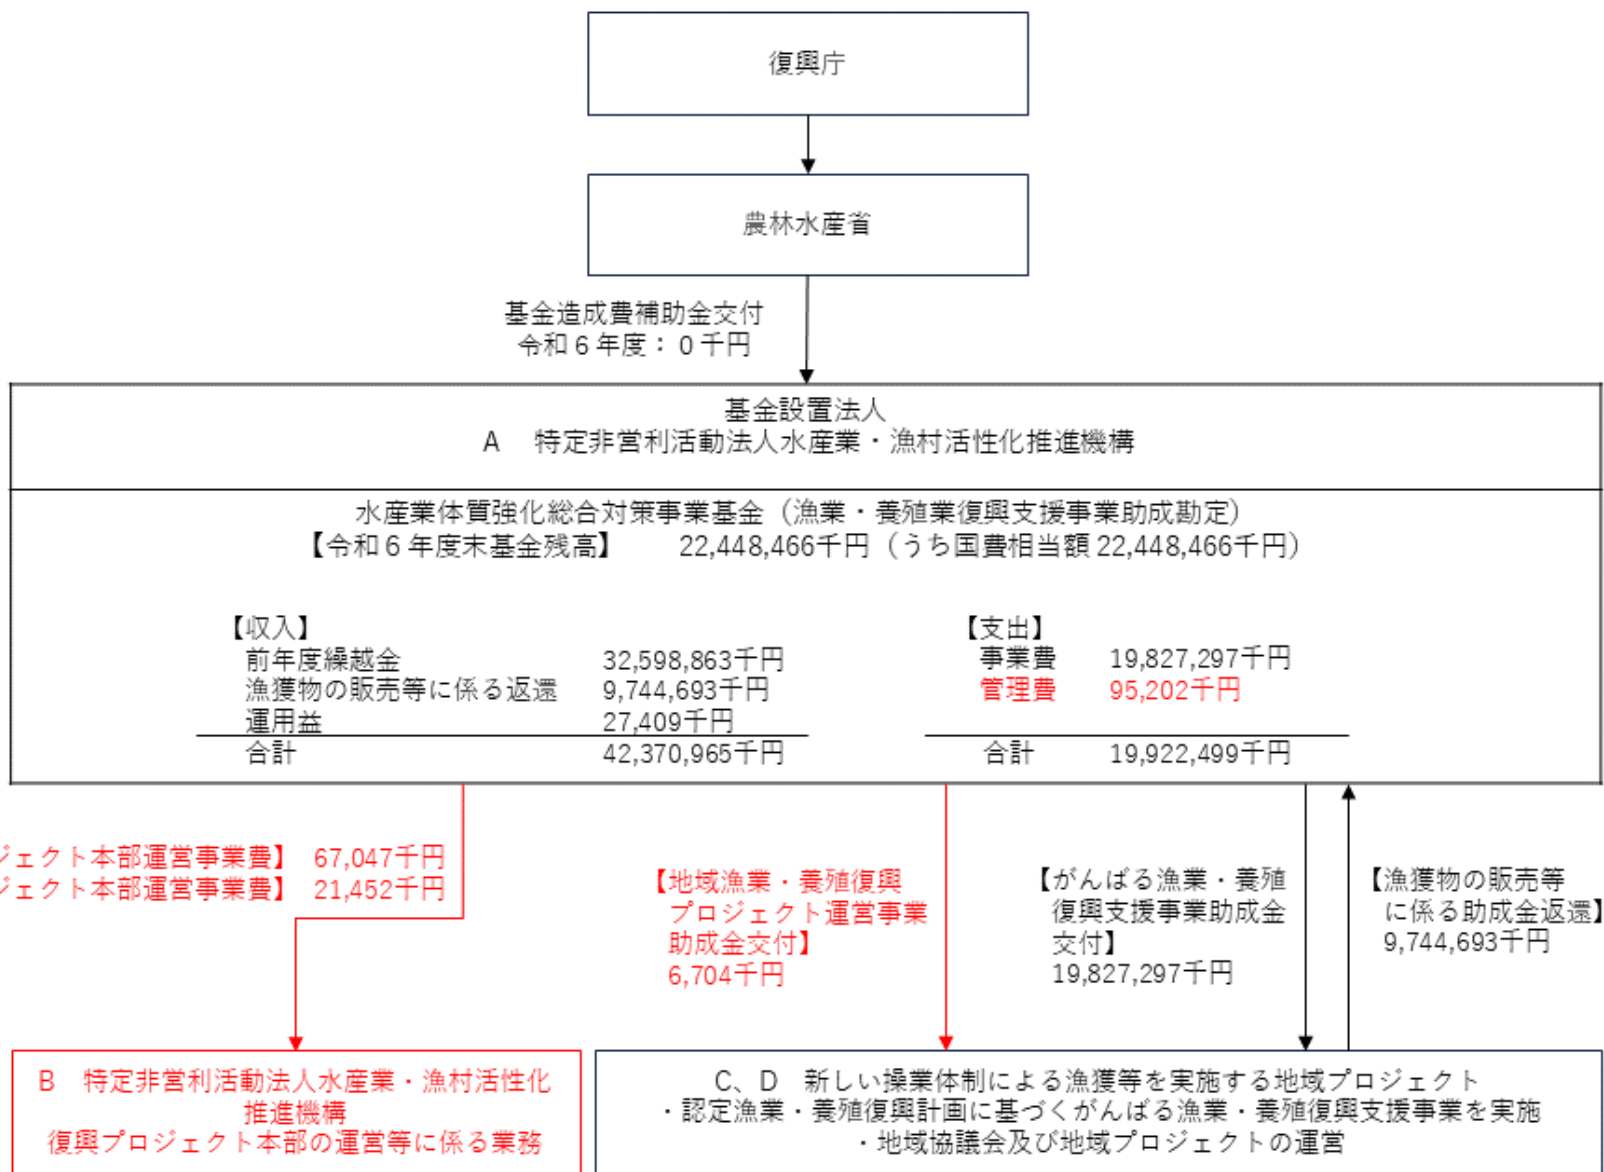 復興庁
農林水産省
基金造成費補助金交付
令和6年度：0千円
基金設置法人
A　特定非営利活動法人水産業・漁村活性化推進機構
水産業体質強化総合対策事業基金（漁業・養殖業復興支援事業助成勘定）
【令和6年度末基金残高】　22,448,466千円（うち国費相当額 22,448,466千円）
【収入】
前年度繰越金　32,598,863千円
漁獲物の販売等に係る返還　9,744,693千円
運用益　27,409千円
合計　42,370,965千円
【支出】
事業費　19,827,297千円
管理費　95,202千円
合計　19,922,499千円
ジェクト本部運営事業費】　67,047千円
ジェクト本部運営事業費】　21,452千円
【地域漁業・養殖復興
プロジェクト運営事業
助成金交付】
6,704千円
【がんばる漁業・養殖
復興支援事業助成金
交付】
19,827,297千円
【漁獲物の販売等
に係る助成金返還】
9,744,693千円
B　特定非営利活動法人水産業・漁村活性化
推進機構
復興プロジェクト本部の運営等に係る業務
C、D　新しい操業体制による漁獲等を実施する地域プロジェクト
・認定漁業・養殖復興計画に基づくがんばる漁業・養殖復興支援事業を実施
・地域協議会及び地域プロジェクトの運営